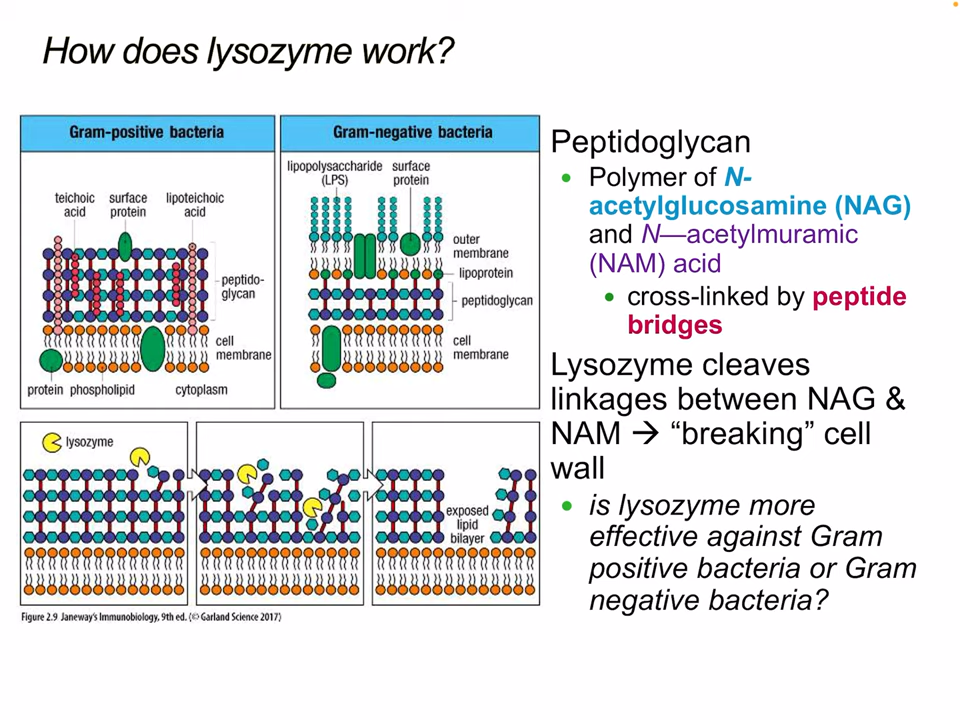 How does lysozyme work?
Gram-positive bacteria
teichoic acid
surface protein
lipoteichoic acid
peptido-
glycan
cell
membrane
protein
phospholipid
cytoplasm
Gram-negative bacteria
lipopolysaccharide
(LPS)
surface
protein
outer
membrane
lipoprotein
peptidoglycan
cell
membrane
lysozyme
exposed
lipid
bilayer
Figure 2.9 Janeway's Immunobiology, 9th ed. (© Garland Science 2017)
Peptidoglycan
• Polymer of N-
acetylglucosamine (NAG)
and N—acetylmuramic
(NAM) acid
• cross-linked by peptide
bridges
Lysozyme cleaves
linkages between NAG &
NAM → “breaking” cell
wall
• is lysozyme more
effective against Gram
positive bacteria or Gram
negative bacteria?